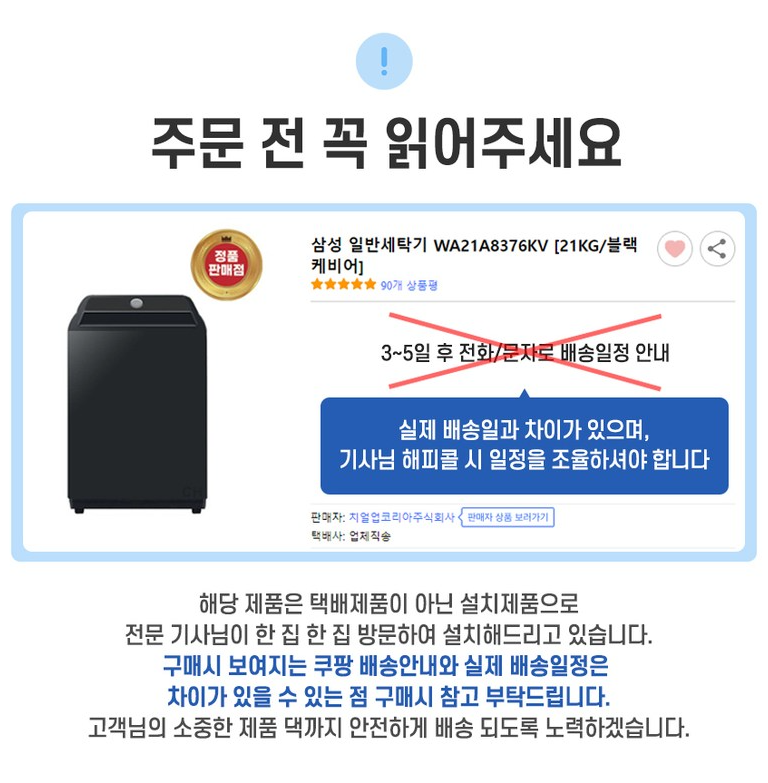 !
주문 전 꼭 읽어주세요
정품
판매점
삼성 일반세탁기 WA21A8376KV [21KG/블랙
케비어]
90개 상품평
3~5일 후 전화/문자로 배송일정 안내
실제 배송일과 차이가 있으며,
기사님 해피콜 시 일정을 조율하셔야 합니다
판매자: 치얼업코리아주식회사 판매자 상품 보러가기
택배사: 업체직송
해당 제품은 택배제품이 아닌 설치제품으로
전문 기사님이 한 집 한 집 방문하여 설치해드리고 있습니다.
구매시 보여지는 쿠팡 배송안내와 실제 배송일정은
차이가 있을 수 있는 점 구매시 참고 부탁드립니다.
고객님의 소중한 제품 댁까지 안전하게 배송 되도록 노력하겠습니다.